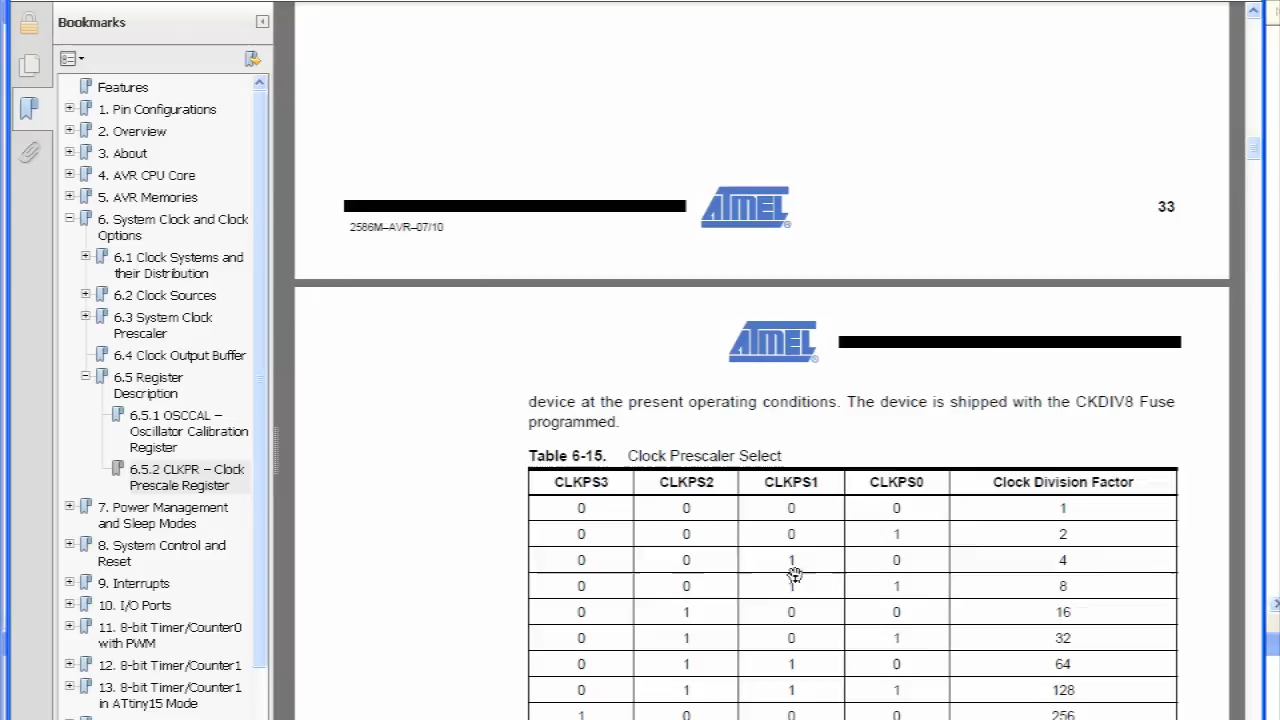 Bookmarks
Features
1. Pin Configurations
2. Overview
3. About
4. AVR CPU Core
5. AVR Memories
6. System Clock and Clock
Options
6.1 Clock Systems and
their Distribution
6.2 Clock Sources
6.3 System Clock
Prescaler
6.4 Clock Output Buffer
6.5 Register
Description
6.5.1 OSCCAL –
Oscillator Calibration
Register
6.5.2 CLKPR – Clock
Prescale Register
7. Power Management
and Sleep Modes
8. System Control and
Reset
9. Interrupts
10. I/O Ports
11. 8-bit Timer/Counter0
with PWM
12. 8-bit Timer/Counter1
13. 8-bit Timer/Counter1
in ATtiny15 Mode
ATMEL®
33
2586M–AVR–07/10
ATMEL®
device at the present operating conditions. The device is shipped with the CKDIV8 Fuse
programmed.
Table 6-15. Clock Prescaler Select
CLKPS3 CLKPS2 CLKPS1 CLKPS0 Clock Division Factor
0 0 0 0 1
0 0 0 1 2
0 0 1 0 4
0 0 1 1 8
0 1 0 0 16
0 1 0 1 32
0 1 1 0 64
0 1 1 1 128
1 0 0 0 256